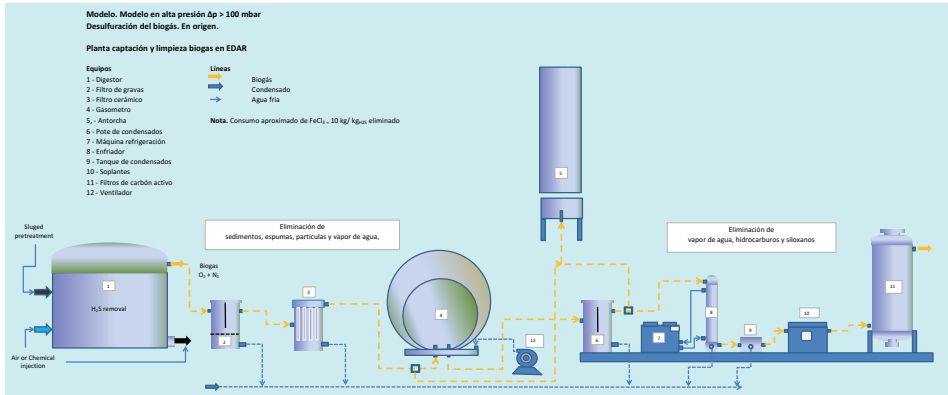 Modelo. Modelo en alta presión Δp > 100 mbar
Desulfuración del biogás. En origen.
Planta captación y limpieza biogas en EDAR
Equipos
1 - Digestor
2 - Filtro de gravas
3 - Filtro cerámico
4 - Gasometro
5, - Antorcha
6 - Pote de condensados
7 - Máquina refrigeración
8 - Enfriador
9 - Tanque de condensados
10 - Soplantes
11 - Filtros de carbón activo
12 - Ventilador
Líneas
Biogás
Condensado
Agua fria
Nota. Consumo aproximado de FeCl₃ ~ 10 kg/ kgH2S eliminado
5
Eliminación de
sedimentos, espumas, particulas y vapor de agua,
Eliminación de
vapor de agua, hidrocarburos y siloxanos
Sluged
pretreatment
1
H₂S removal
Biogas
O₂ + N₂
2
3
4
12
6
7
8
9
10
11
Air or Chemical
injection